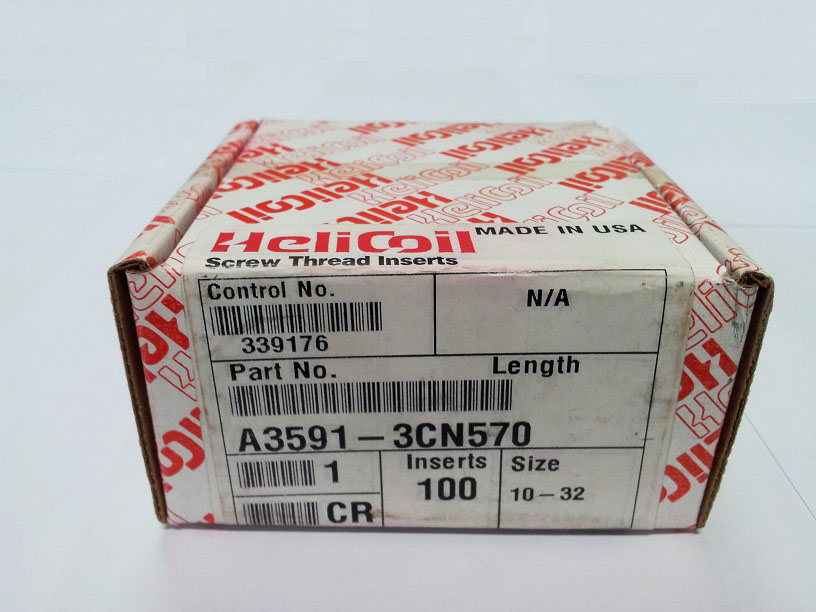 HeliCoil MADE IN USA
Screw Thread Inserts
Control No.
N/A
339176
Part No. Length
A3591-3CN570
1
Inserts
100
Size
10-32
CR